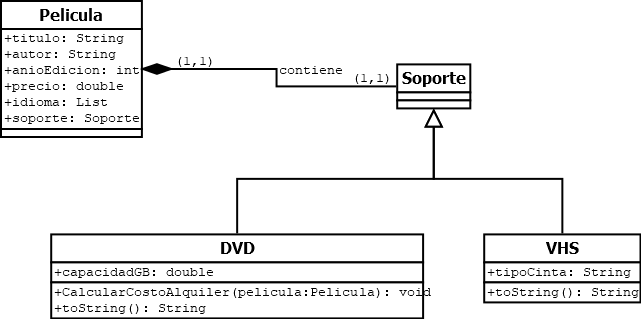 Pelicula
+titulo: String
+autor: String
+anioEdicion: int
+precio: double
+idioma: List
+soporte: Soporte
(1,1)
contiene
(1,1)
Soporte
DVD
+capacidadGB: double
+CalcularCostoAlquiler(pelicula:Pelicula): void
+toString(): String
VHS
+tipoCinta: String
+toString(): String